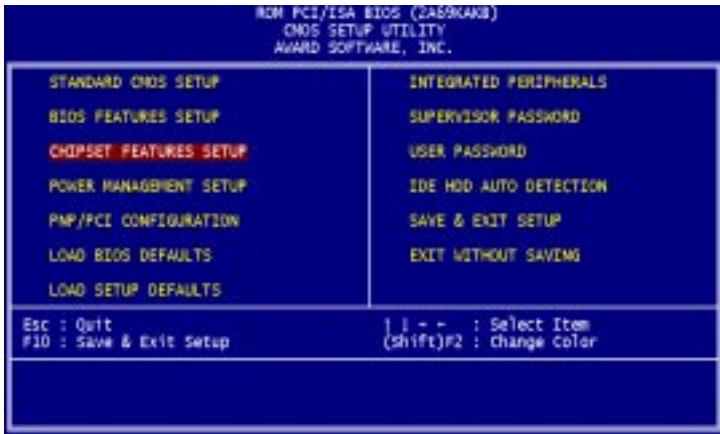 ROM PCI/ISA BIOS (2A69KAKB)
CMOS SETUP UTILITY
AWARD SOFTWARE, INC.
STANDARD CMOS SETUP
BIOS FEATURES SETUP
CHIPSET FEATURES SETUP
POWER MANAGEMENT SETUP
PNP/PCI CONFIGURATION
LOAD BIOS DEFAULTS
LOAD SETUP DEFAULTS
INTEGRATED PERIPHERALS
SUPERVISOR PASSWORD
USER PASSWORD
IDE HDD AUTO DETECTION
SAVE & EXIT SETUP
EXIT WITHOUT SAVING
Esc : Quit
F10 : Save & Exit Setup
: Select Item
(Shift)F2 : Change Color